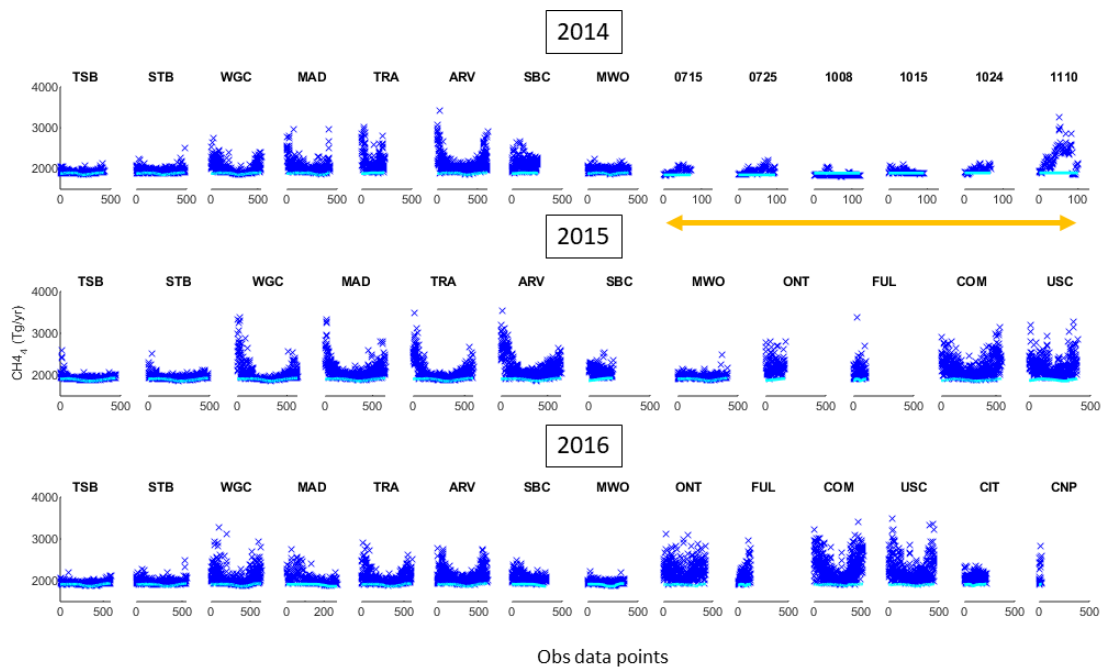 2014
TSB STB WGC MAD TRA ARV SBC MWO 0715 0725 1008 1015 1024 1110
4000
3000
2000
0 500 0 500 0 500 0 500 0 500 0 500 0 500 0 500 0 100 0 100 0 100 0 100 0 100 0 100
2015
TSB STB WGC MAD TRA ARV SBC MWO ONT FUL COM USC
4000
3000
2000
CH4₄ (Tg/yr)
0 500 0 500 0 500 0 500 0 500 0 500 0 500 0 500 0 500 0 500 0 500 0 500
2016
TSB STB WGC MAD TRA ARV SBC MWO ONT FUL COM USC CIT CNP
4000
3000
2000
0 500 0 500 0 500 0 200 0 500 0 500 0 500 0 500 0 500 0 500 0 500 0 500 0 500 0 500
Obs data points